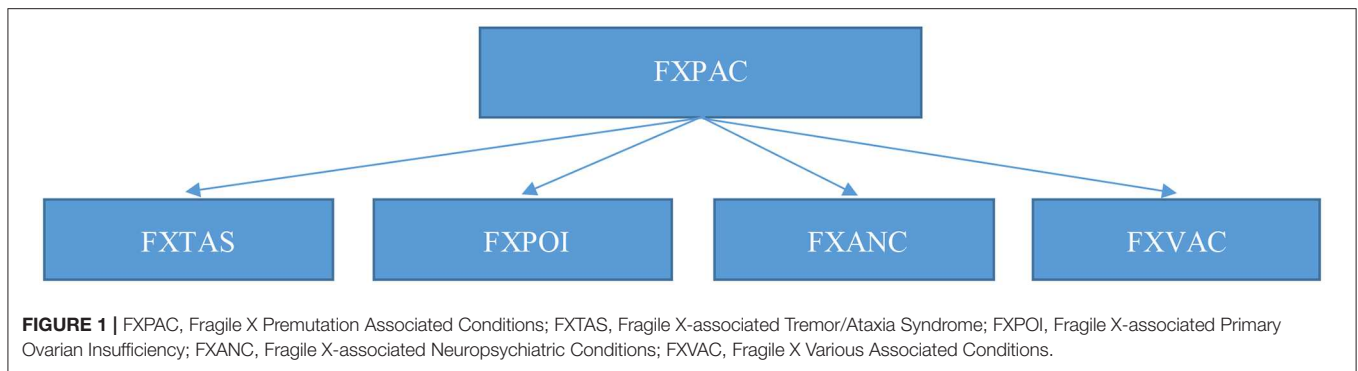 FXPAC
FXTAS FXPOI FXANC FXVAC
FIGURE 1 | FXPAC, Fragile X Premutation Associated Conditions; FXTAS, Fragile X-associated Tremor/Ataxia Syndrome; FXPOI, Fragile X-associated Primary
Ovarian Insufficiency; FXANC, Fragile X-associated Neuropsychiatric Conditions; FXVAC, Fragile X Various Associated Conditions.